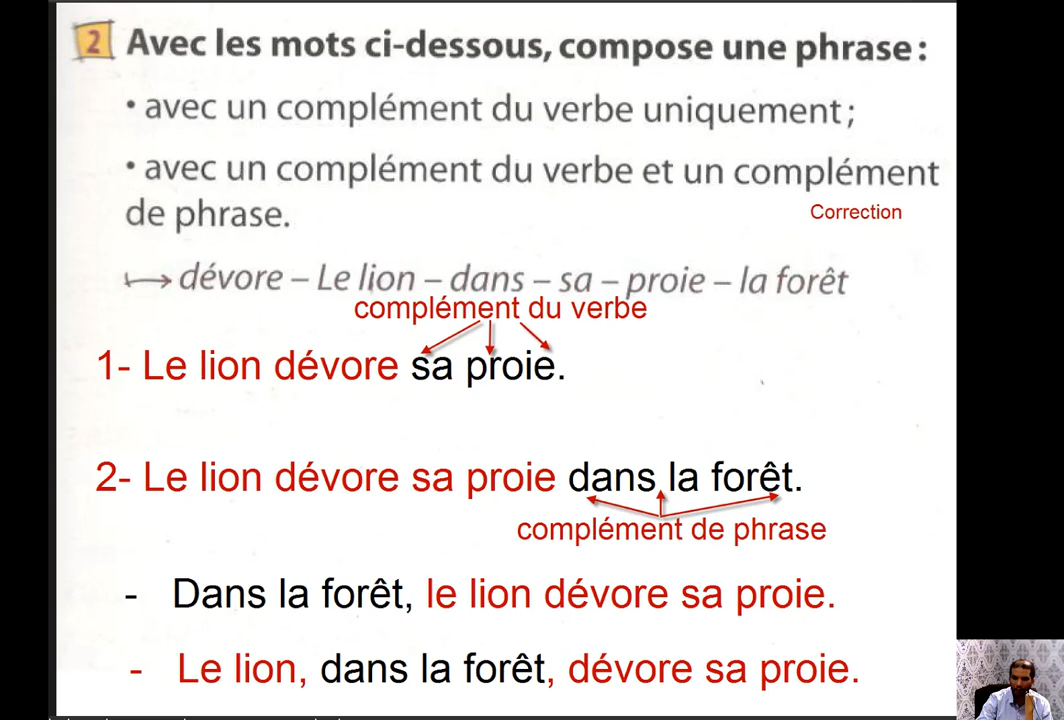 2 Avec les mots ci-dessous, compose une phrase :
• avec un complément du verbe uniquement ;
• avec un complément du verbe et un complément
de phrase.
Correction
↦ dévore – Le lion – dans – sa – proie – la forêt
complément du verbe
1- Le lion dévore sa proie.
2- Le lion dévore sa proie dans la forêt.
complément de phrase
- Dans la forêt, le lion dévore sa proie.
- Le lion, dans la forêt, dévore sa proie.